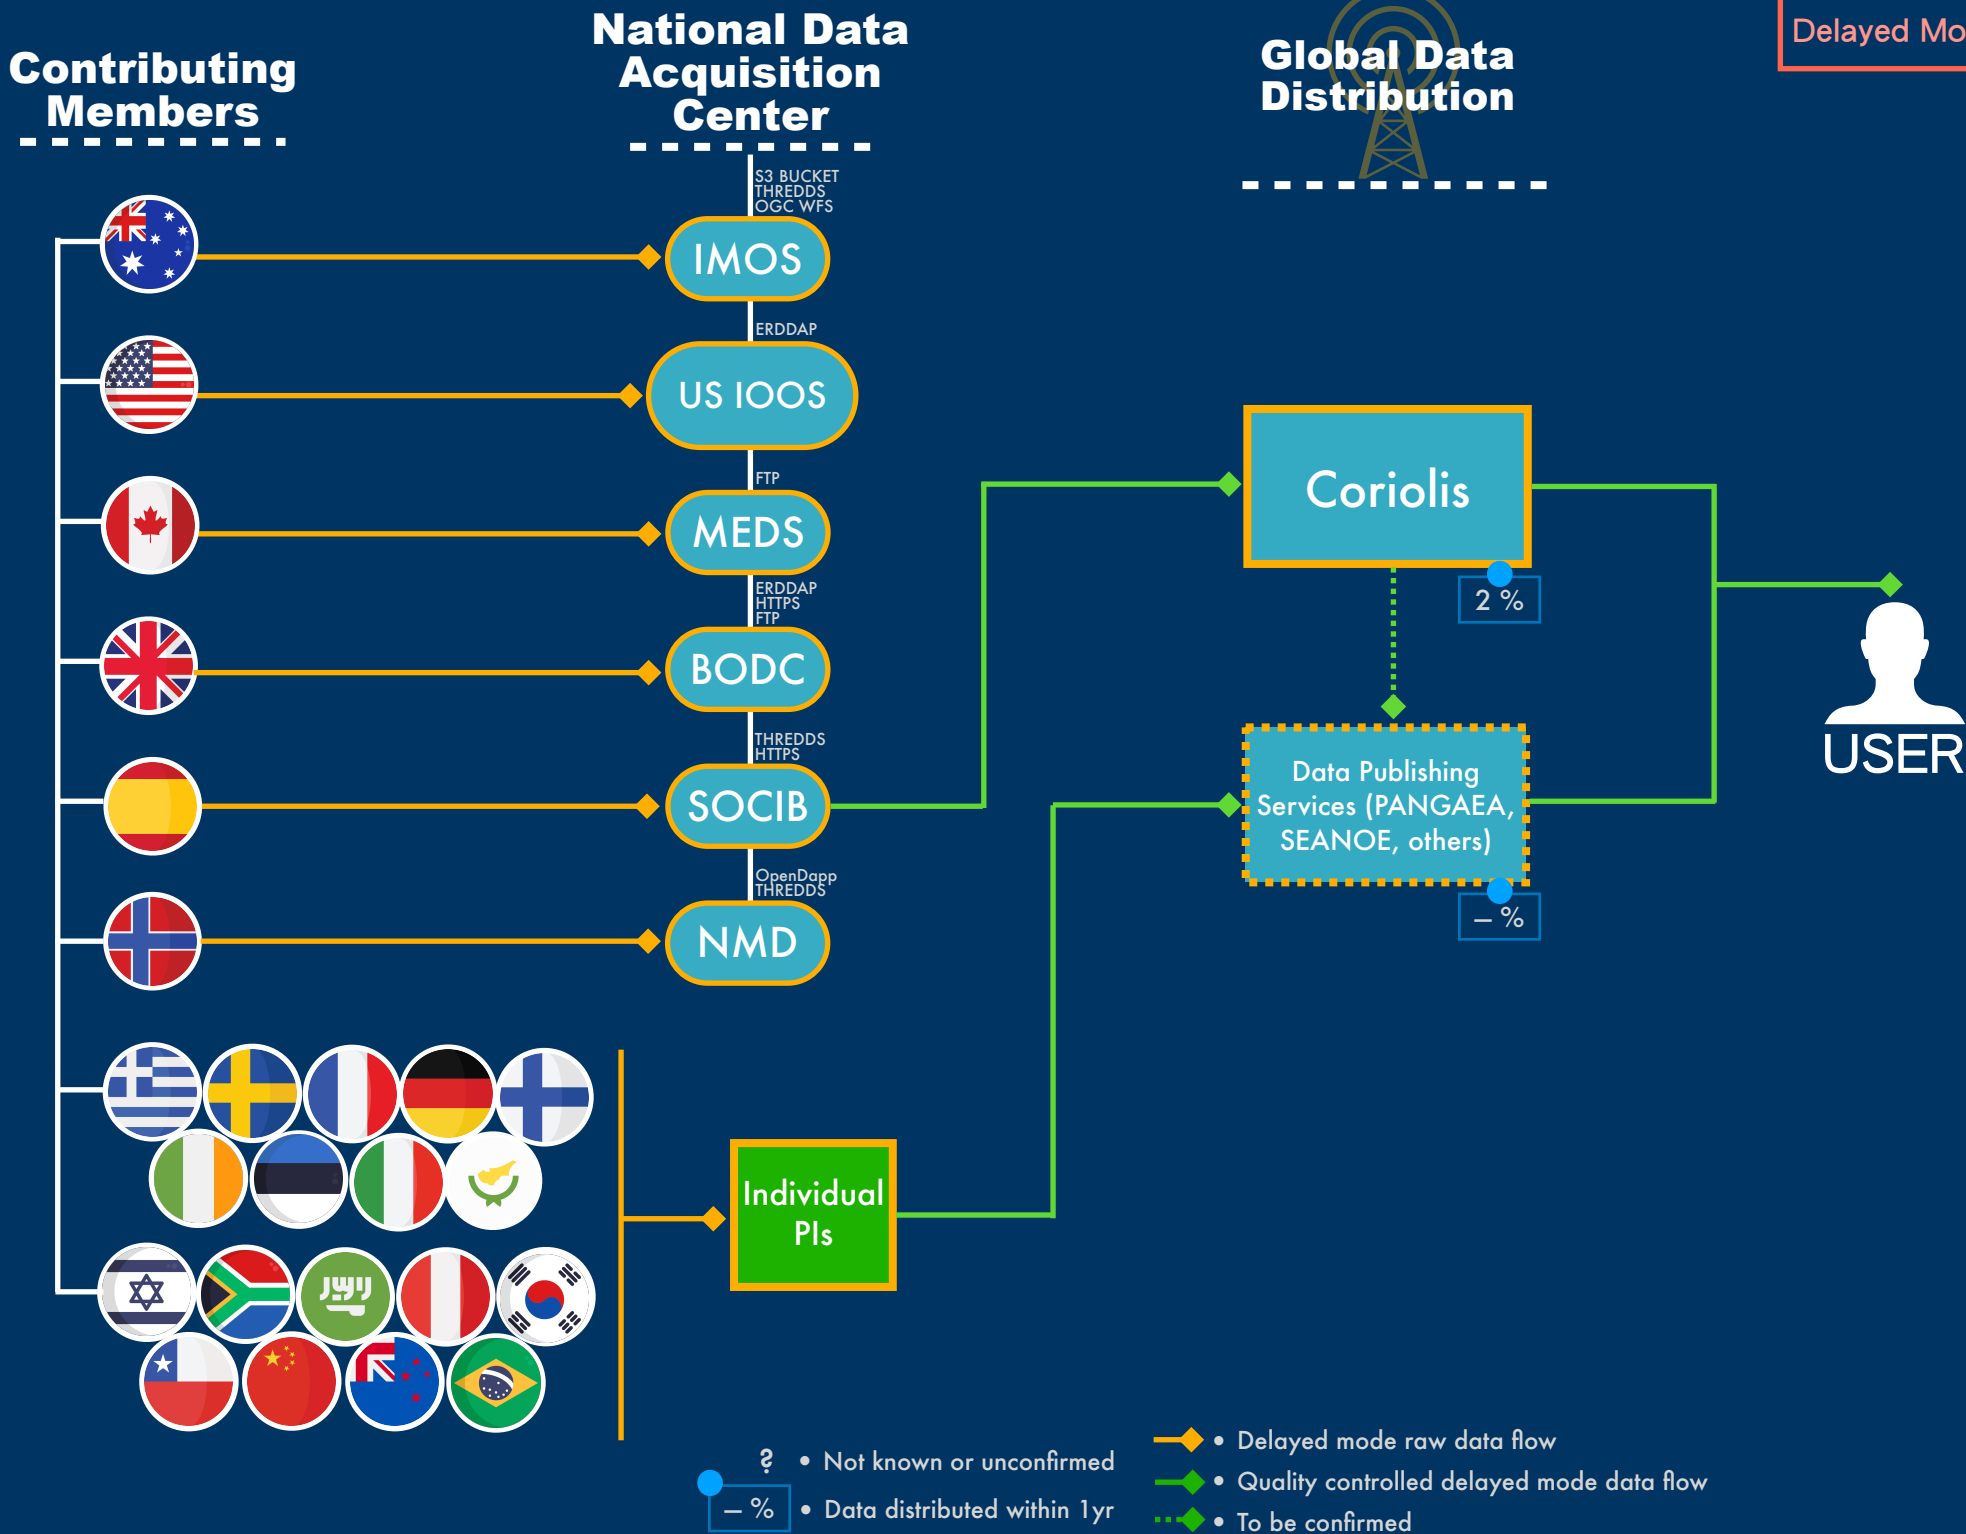 Contributing
Members
National Data
Acquisition
Center
Global Data
Distribution
S3 BUCKET
THREDDS
OGC WFS
IMOS
ERDDAP
US IOOS
FTP
MEDS
ERDDAP
HTTPS
FTP
BODC
THREDDS
HTTPS
SOCIB
OpenDapp
THREDDS
NMD
Individual
PIs
Coriolis
2 %
Data Publishing
Services (PANGAEA,
SEANOE, others)
– %
USER
? • Not known or unconfirmed
– % • Data distributed within 1yr
• Delayed mode raw data flow
• Quality controlled delayed mode data flow
• To be confirmed